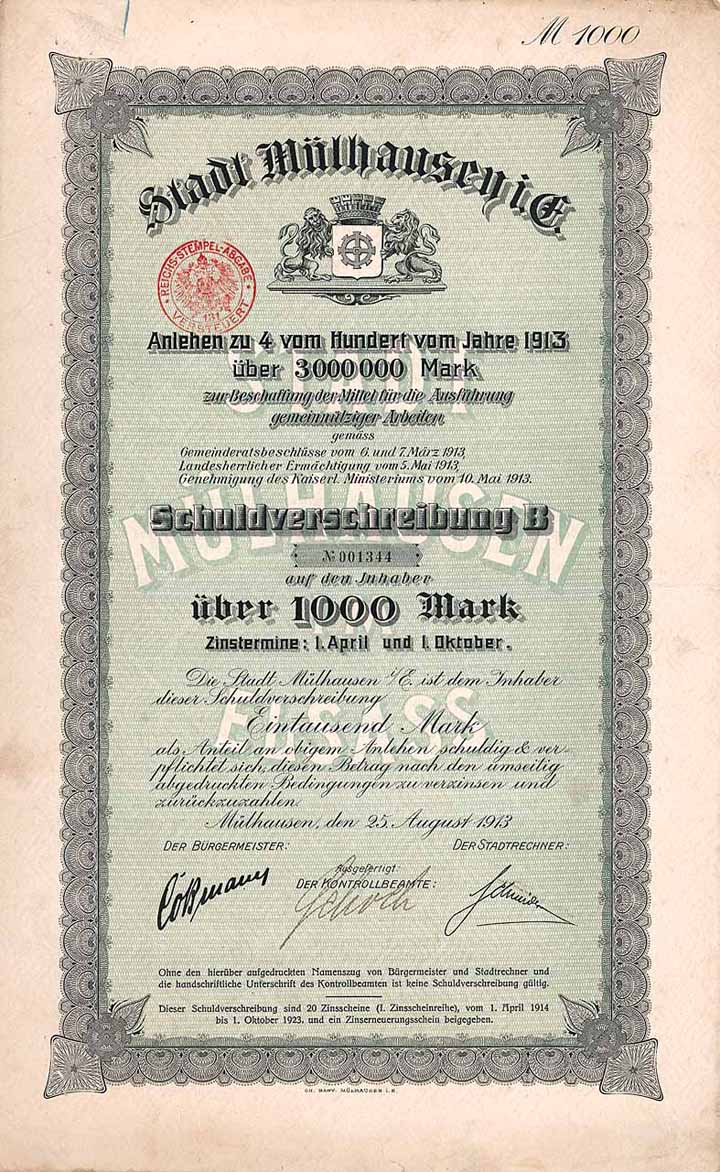 M 1000
Stadt Mülhausen i. E.
REICHS-STEMPEL-ABGABE
VERSTEUERT
Anlehen zu 4 vom Hundert vom Jahre 1913
über 3000000 Mark
zur Beschaffung der Mittel für die Ausführung
gemeinnütziger Arbeiten
gemäss
Gemeinderatsbeschlüsse vom 6. und 7. März 1913,
Landesherrlicher Ermächtigung vom 5. Mai 1913,
Genehmigung des Kaiserl. Ministeriums vom 10. Mai 1913.
STADT
MÜLHAUSEN
ELSASS
Schuldverschreibung B
№ 001344
auf den Inhaber
über 1000 Mark
Zinstermine: 1. April und 1. Oktober.
Die Stadt Mülhausen i/E. ist dem Inhaber
dieser Schuldverschreibung
Eintausend Mark
als Anteil an obigem Anlehen schuldig & ver-
pflichtet sich, diesen Betrag nach den umseitig
abgedruckten Bedingungen zu verzinsen und
zurückzuzahlen.
Mülhausen, den 25. August 1913
DER BÜRGERMEISTER:
DER STADTRECHNER:
Ausgefertigt
DER KONTROLLBEAMTE:
Schoch
Schneider
Ohne den hierüber aufgedruckten Namenszug von Bürgermeister und Stadtrechner und
die handschriftliche Unterschrift des Kontrollbeamten ist keine Schuldverschreibung gültig.
Dieser Schuldverschreibung sind 20 Zinsscheine (I. Zinsscheinreihe), vom 1. April 1914
bis 1. Oktober 1923, und ein Zinserneuerungsschein beigegeben.
MÜLHAUSEN i. E.